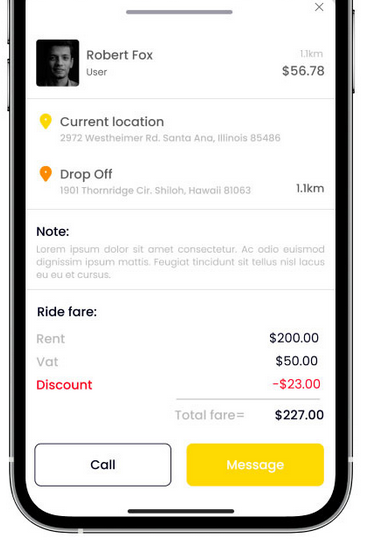 Robert Fox
1.1km
User
$56.78
Current location
2972 Westheimer Rd. Santa Ana, Illinois 85486
Drop Off
1901 Thornridge Cir. Shiloh, Hawaii 81063
1.1km
Note:
Lorem ipsum dolor sit amet consectetur. Ac odio euismod
dignissim ipsum mattis. Feugiat tincidunt sit tellus nisl lacus
eu eu et cursus.
Ride fare:
Rent $200.00
Vat $50.00
Discount -$23.00
Total fare= $227.00
Call
Message